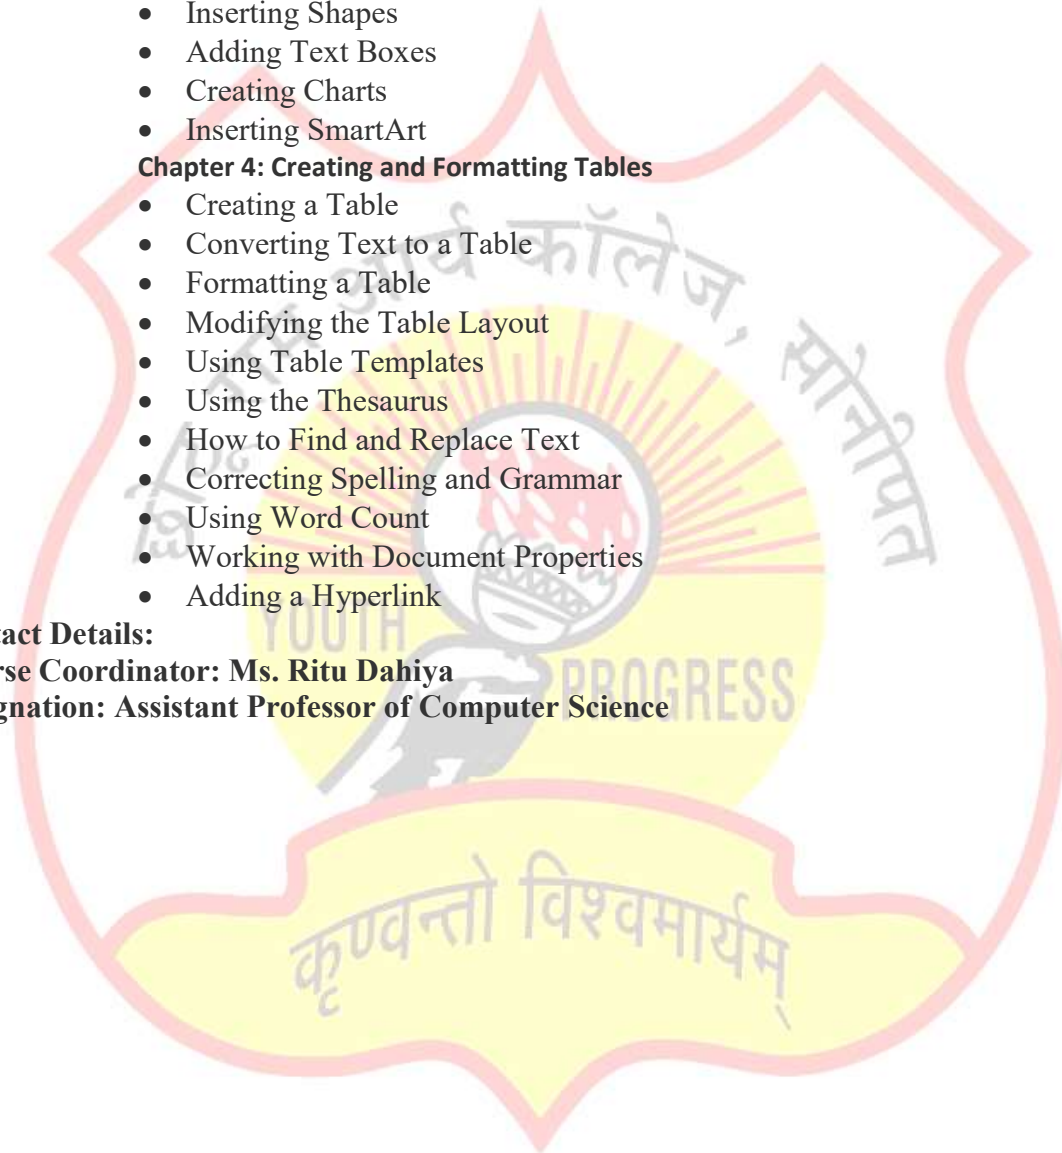 • Inserting Shapes
• Adding Text Boxes
• Creating Charts
• Inserting SmartArt
Chapter 4: Creating and Formatting Tables
• Creating a Table
• Converting Text to a Table
• Formatting a Table
• Modifying the Table Layout
• Using Table Templates
• Using the Thesaurus
• How to Find and Replace Text
• Correcting Spelling and Grammar
• Using Word Count
• Working with Document Properties
• Adding a Hyperlink
tact Details:
rse Coordinator: Ms. Ritu Dahiya
gnation: Assistant Professor of Computer Science
आर्य कॉलेज, सोनीपत
YOUTH
PROGRESS
कृण्वन्तो विश्वमार्यम्